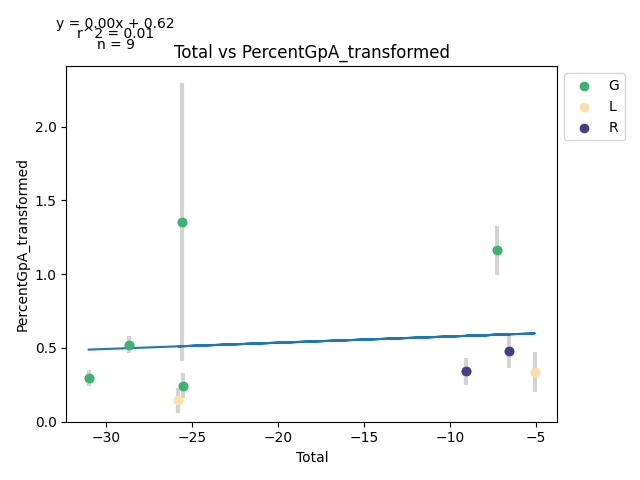 y = 0.00x + 0.62
r^2 = 0.01
n = 9
Total vs PercentGpA_transformed
G
L
R
PercentGpA_transformed
2.0
1.5
1.0
0.5
0.0
−30
−25
−20
−15
−10
−5
Total